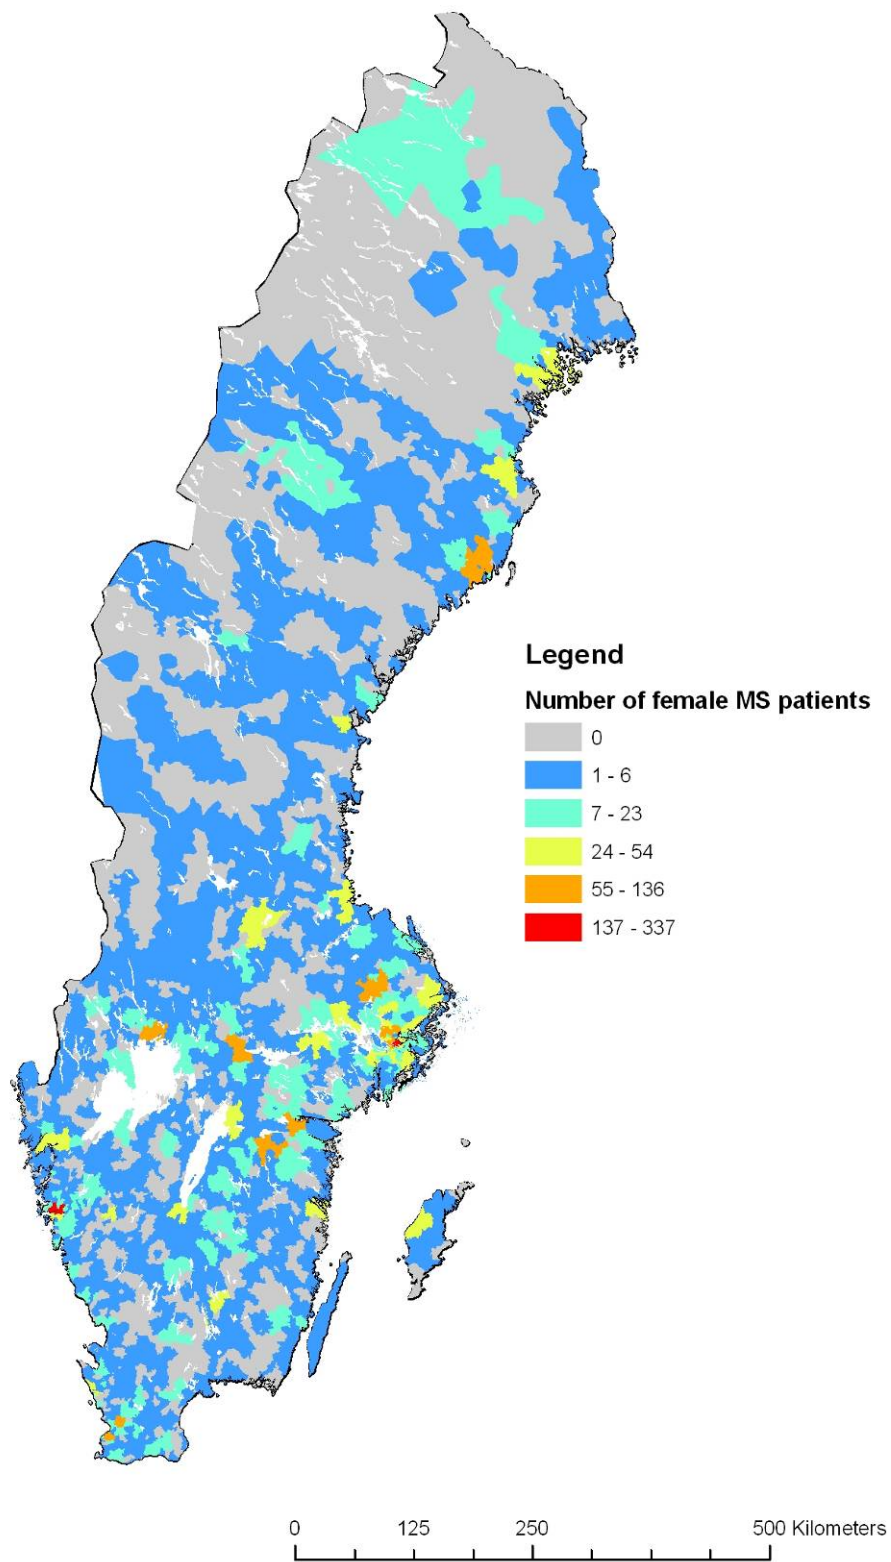 Legend
Number of female MS patients
0
1 - 6
7 - 23
24 - 54
55 - 136
137 - 337
0 125 250 500 Kilometers